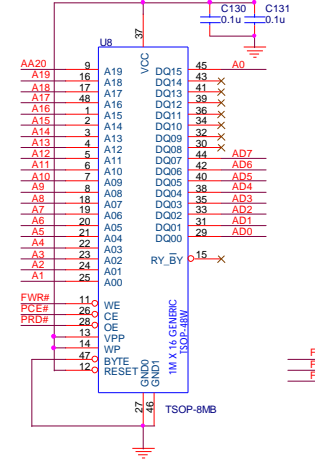 C130
0.1u
C131
0.1u
37
U8
VCC
AA20 9 A19 DQ15 45 A0
A19 16 A18 DQ14 43
A18 17 A17 DQ13 41
A17 48 A16 DQ12 39
A16 1 A15 DQ11 36
A15 2 A14 DQ10 34
A14 3 A13 DQ09 32
A13 4 A12 DQ08 30
A12 5 A11 DQ07 44 AD7
A11 6 A10 DQ06 42 AD6
A10 7 A09 DQ05 40 AD5
A9 8 A08 DQ04 38 AD4
A8 18 A07 DQ03 35 AD3
A7 19 A06 DQ02 33 AD2
A6 20 A05 DQ01 31 AD1
A5 21 A04 DQ00 29 AD0
A4 22 A03
A3 23 A02 RY_BY 15
A2 24 A01
A1 25 A00
FWR# 11 WE
PCE# 26 CE
PRD# 28 OE
13 VPP
14 WP
47 BYTE
12 RESET
GND0
GND1
1M X 16 GENERIC
TSOP-48W
27
46
TSOP-8MB